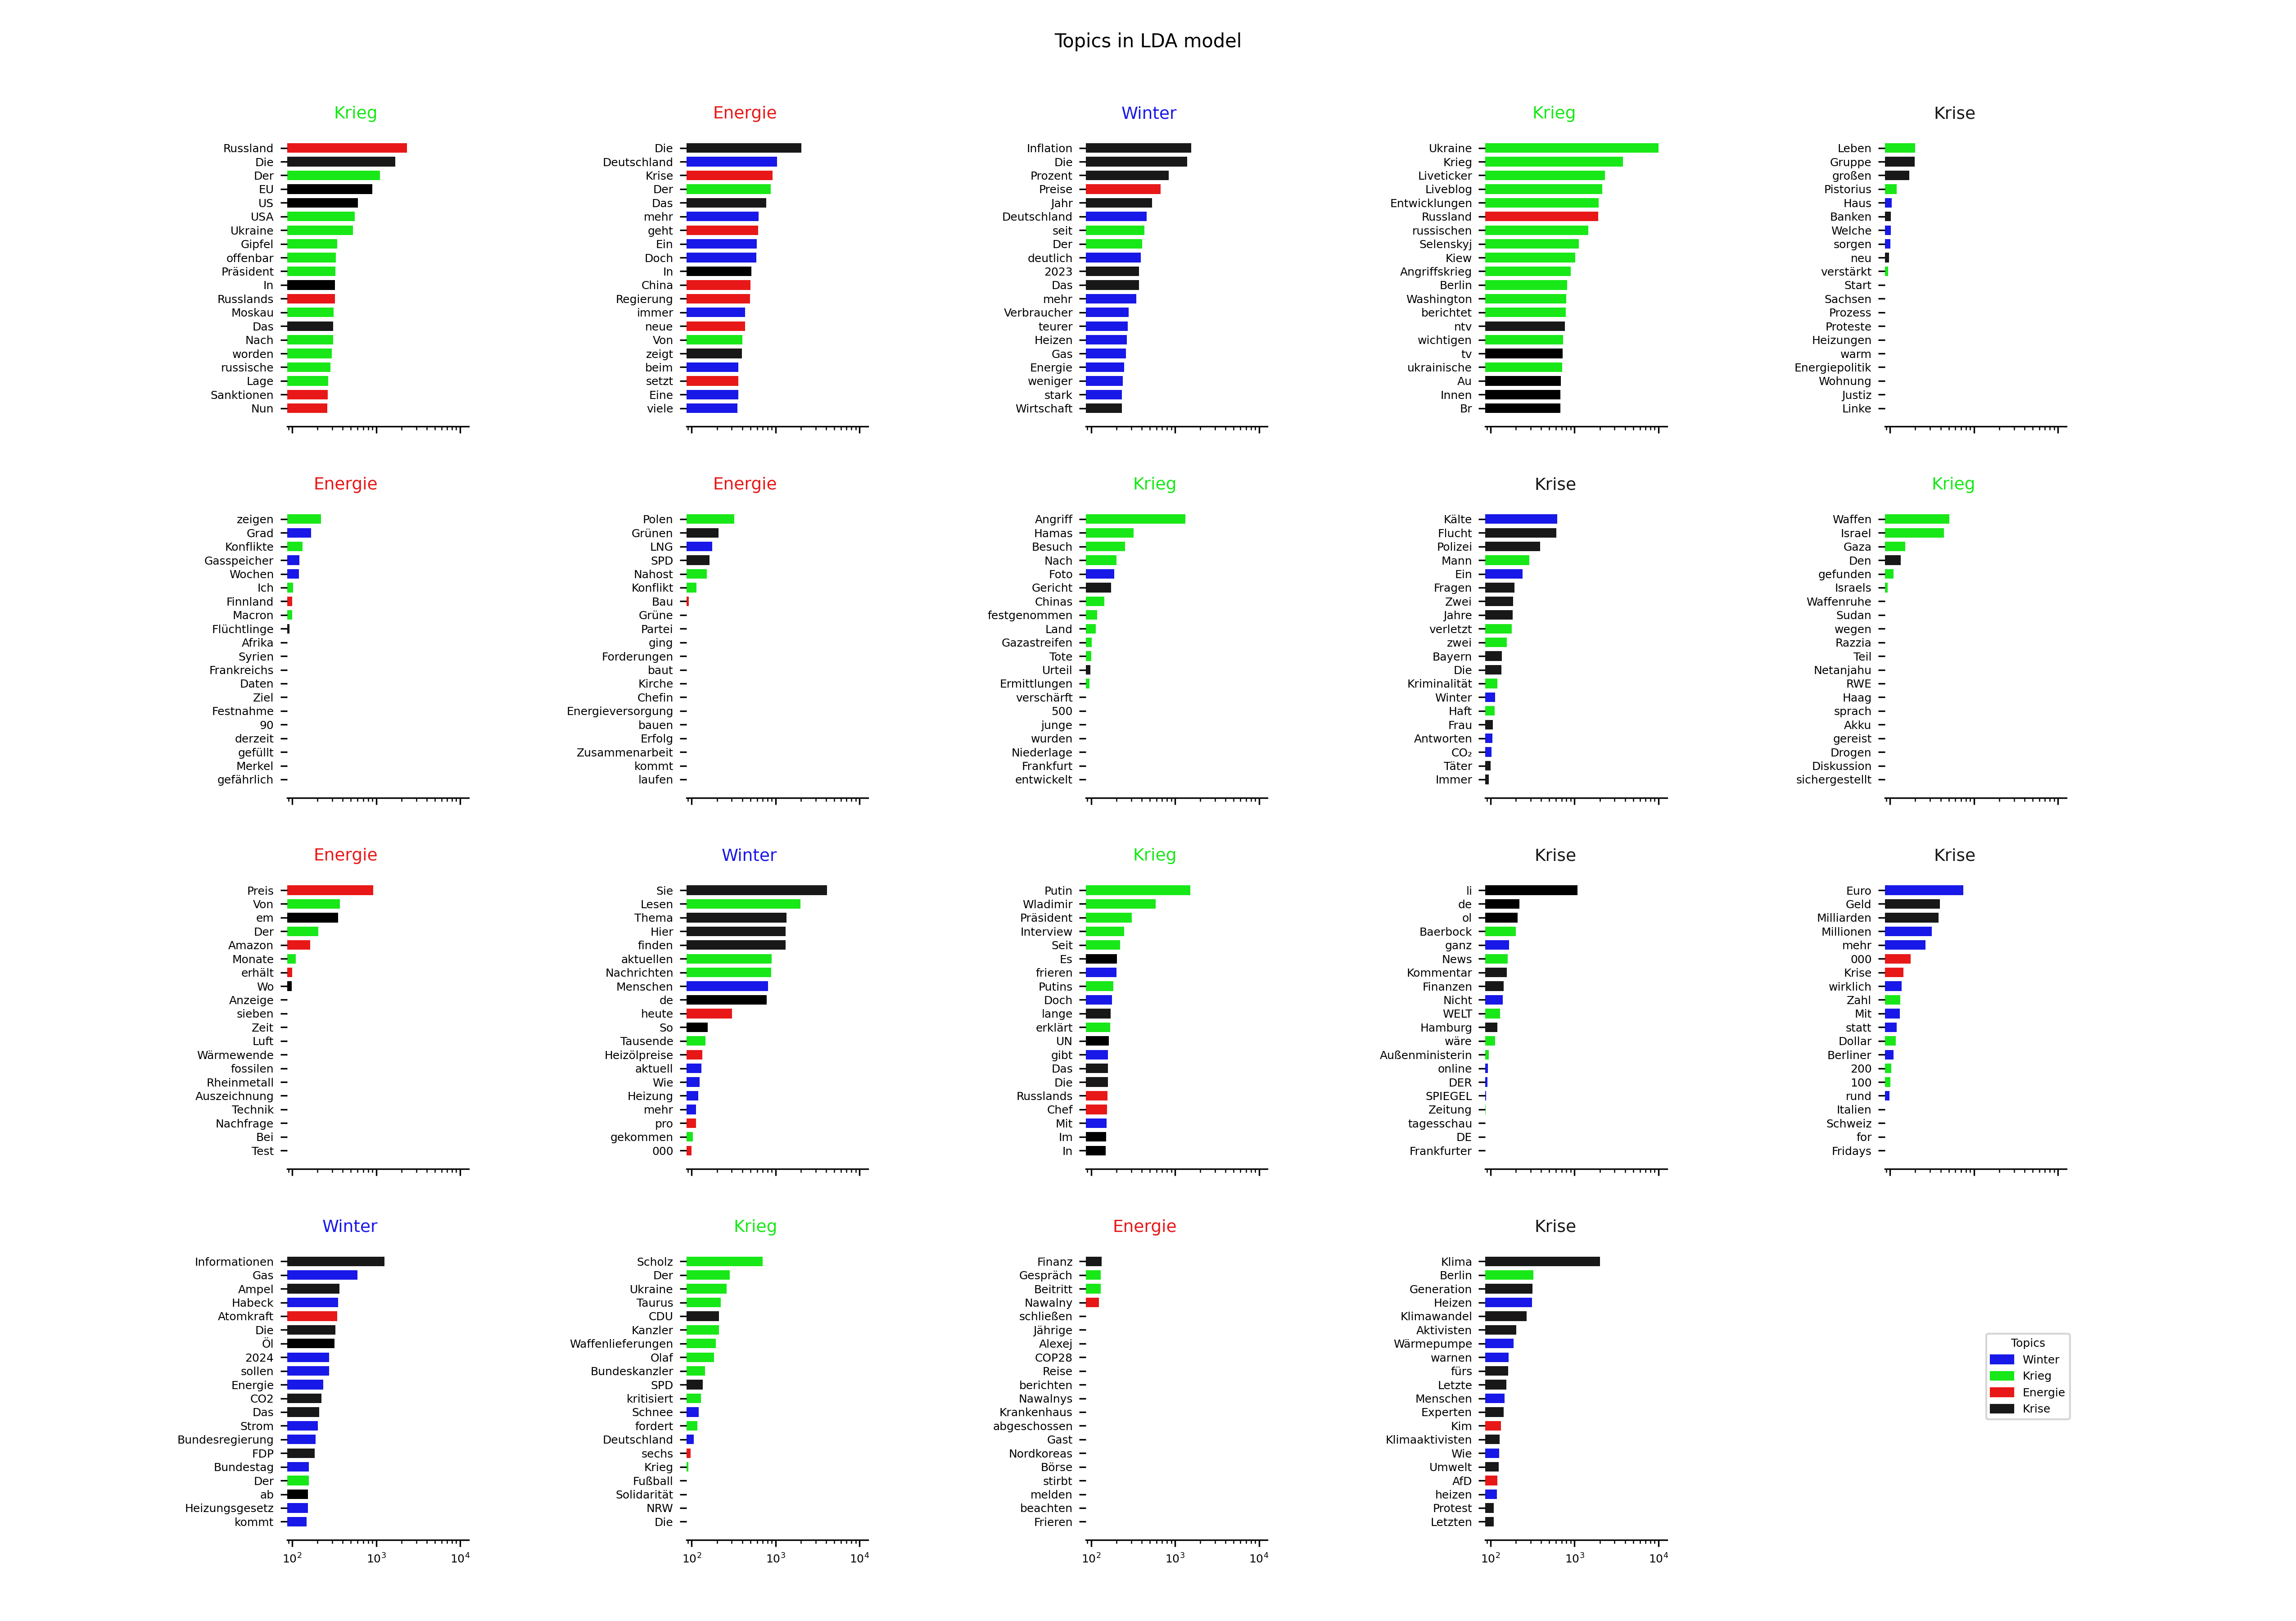 Topics in LDA model
Krieg
Russland
Die
Der
EU
US
USA
Ukraine
Gipfel
offenbar
Präsident
In
Russlands
Moskau
Das
Nach
worden
russische
Lage
Sanktionen
Nun
Energie
Die
Deutschland
Krise
Der
Das
mehr
geht
Ein
Doch
In
China
Regierung
immer
neue
Von
zeigt
beim
setzt
Eine
viele
Winter
Inflation
Die
Prozent
Preise
Jahr
Deutschland
seit
Der
deutlich
2023
Das
mehr
Verbraucher
teurer
Heizen
Gas
Energie
weniger
stark
Wirtschaft
Krieg
Ukraine
Krieg
Liveticker
Liveblog
Entwicklungen
Russland
russischen
Selenskyj
Kiew
Angriffskrieg
Berlin
Washington
berichtet
ntv
wichtigen
tv
ukrainische
Au
Innen
Br
Krise
Leben
Gruppe
großen
Pistorius
Haus
Banken
Welche
sorgen
neu
verstärkt
Start
Sachsen
Prozess
Proteste
Heizungen
warm
Energiepolitik
Wohnung
Justiz
Linke
Energie
zeigen
Grad
Konflikte
Gasspeicher
Wochen
Ich
Finnland
Macron
Flüchtlinge
Afrika
Syrien
Frankreichs
Daten
Ziel
Festnahme
90
derzeit
gefüllt
Merkel
gefährlich
Energie
Polen
Grünen
LNG
SPD
Nahost
Konflikt
Bau
Grüne
Partei
ging
Forderungen
baut
Kirche
Chefin
Energieversorgung
bauen
Erfolg
Zusammenarbeit
kommt
laufen
Krieg
Angriff
Hamas
Besuch
Nach
Foto
Gericht
Chinas
festgenommen
Land
Gazastreifen
Tote
Urteil
Ermittlungen
verschärft
500
junge
wurden
Niederlage
Frankfurt
entwickelt
Krise
Kälte
Flucht
Polizei
Mann
Ein
Fragen
Zwei
Jahre
verletzt
zwei
Bayern
Die
Kriminalität
Winter
Haft
Frau
Antworten
CO₂
Täter
Immer
Krieg
Waffen
Israel
Gaza
Den
gefunden
Israels
Waffenruhe
Sudan
wegen
Razzia
Teil
Netanjahu
RWE
Haag
sprach
Akku
gereist
Drogen
Diskussion
sichergestellt
Energie
Preis
Von
em
Der
Amazon
Monate
erhält
Wo
Anzeige
sieben
Zeit
Luft
Wärmewende
fossilen
Rheinmetall
Auszeichnung
Technik
Nachfrage
Bei
Test
Winter
Sie
Lesen
Thema
Hier
finden
aktuellen
Nachrichten
Menschen
de
heute
So
Tausende
Heizölpreise
aktuell
Wie
Heizung
mehr
pro
gekommen
000
Krieg
Putin
Wladimir
Präsident
Interview
Seit
Es
frieren
Putins
Doch
lange
erklärt
UN
gibt
Das
Die
Russlands
Chef
Mit
Im
In
Krise
li
de
ol
Baerbock
ganz
News
Kommentar
Finanzen
Nicht
WELT
Hamburg
wäre
Außenministerin
online
DER
SPIEGEL
Zeitung
tagesschau
DE
Frankfurter
Krise
Euro
Geld
Milliarden
Millionen
mehr
000
Krise
wirklich
Zahl
Mit
statt
Dollar
Berliner
200
100
rund
Italien
Schweiz
for
Fridays
Winter
Informationen
Gas
Ampel
Habeck
Atomkraft
Die
Öl
2024
sollen
Energie
CO2
Das
Strom
Bundesregierung
FDP
Bundestag
Der
ab
Heizungsgesetz
kommt
10² 10³ 10⁴
Krieg
Scholz
Der
Ukraine
Taurus
CDU
Kanzler
Waffenlieferungen
Olaf
Bundeskanzler
SPD
kritisiert
Schnee
fordert
Deutschland
sechs
Krieg
Fußball
Solidarität
NRW
Die
10² 10³ 10⁴
Energie
Finanz
Gespräch
Beitritt
Nawalny
schließen
Jährige
Alexej
COP28
Reise
berichten
Nawalnys
Krankenhaus
abgeschossen
Gast
Nordkoreas
Börse
stirbt
melden
beachten
Frieren
10² 10³ 10⁴
Krise
Klima
Berlin
Generation
Heizen
Klimawandel
Aktivisten
Wärmepumpe
warnen
fürs
Letzte
Menschen
Experten
Kim
Klimaaktivisten
Wie
Umwelt
AfD
heizen
Protest
Letzten
10² 10³ 10⁴
Topics
Winter
Krieg
Energie
Krise